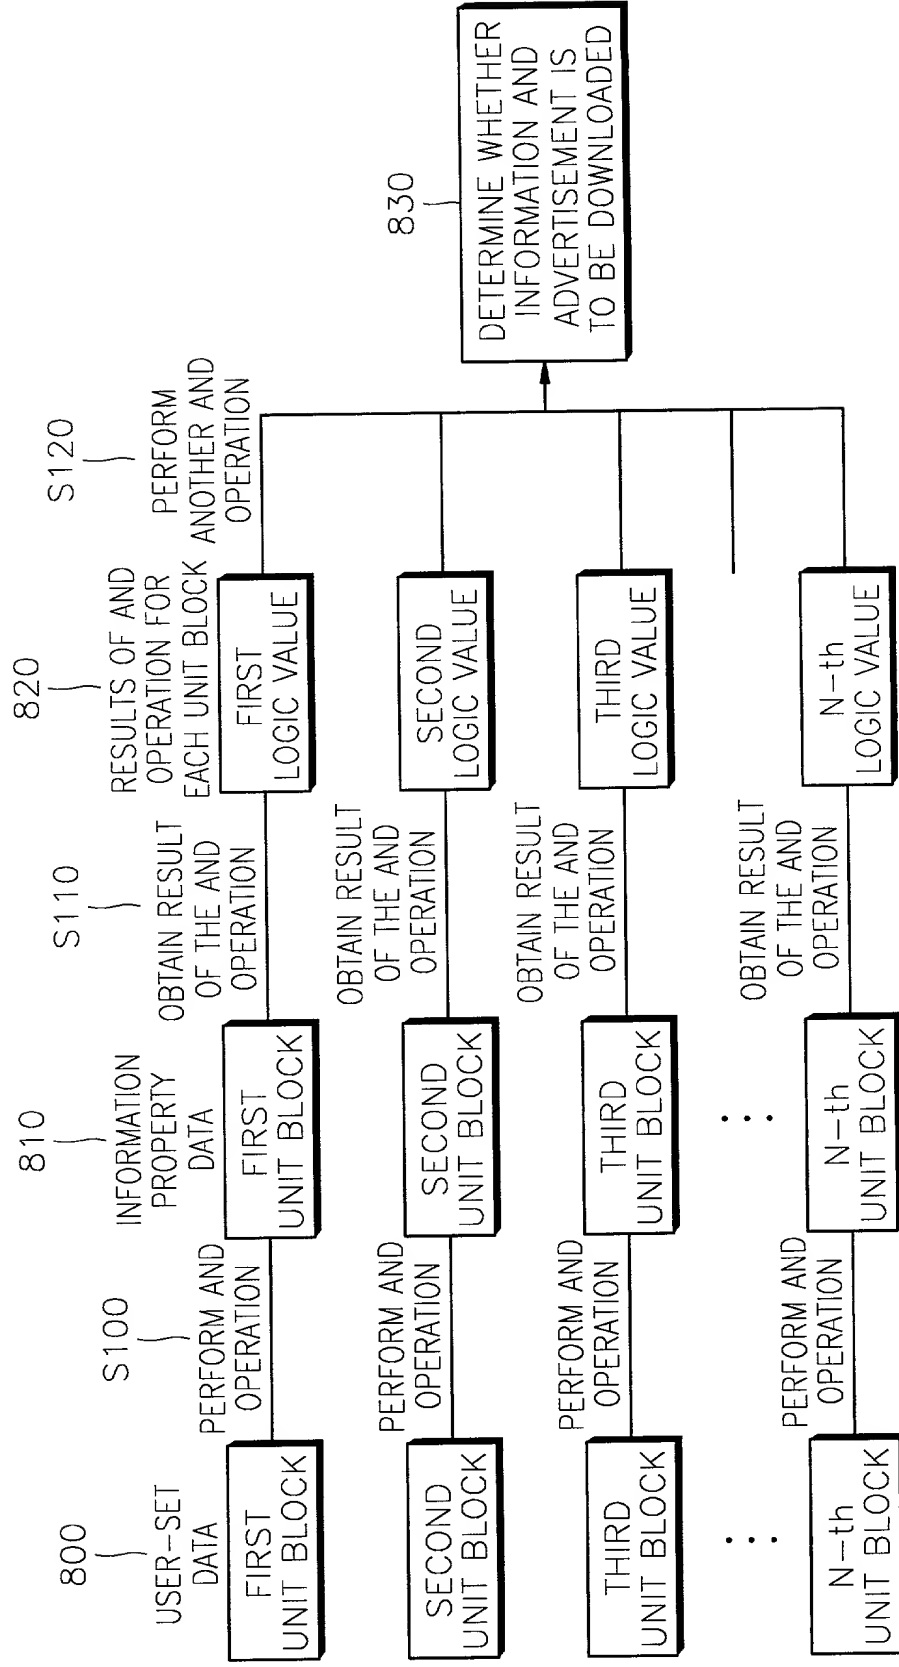 800
USER-SET
DATA
FIRST
UNIT BLOCK
SECOND
UNIT BLOCK
THIRD
UNIT BLOCK
...
N-th
UNIT BLOCK
S100
PERFORM AND
OPERATION
PERFORM AND
OPERATION
PERFORM AND
OPERATION
PERFORM AND
OPERATION
810
INFORMATION
PROPERTY
DATA
FIRST
UNIT BLOCK
SECOND
UNIT BLOCK
THIRD
UNIT BLOCK
...
N-th
UNIT BLOCK
S110
OBTAIN RESULT
OF THE AND
OPERATION
OBTAIN RESULT
OF THE AND
OPERATION
OBTAIN RESULT
OF THE AND
OPERATION
OBTAIN RESULT
OF THE AND
OPERATION
820
RESULTS OF AND
OPERATION FOR
EACH UNIT BLOCK
FIRST
LOGIC VALUE
SECOND
LOGIC VALUE
THIRD
LOGIC VALUE
N-th
LOGIC VALUE
S120
PERFORM
ANOTHER AND
OPERATION
830
DETERMINE WHETHER
INFORMATION AND
ADVERTISEMENT IS
TO BE DOWNLOADED